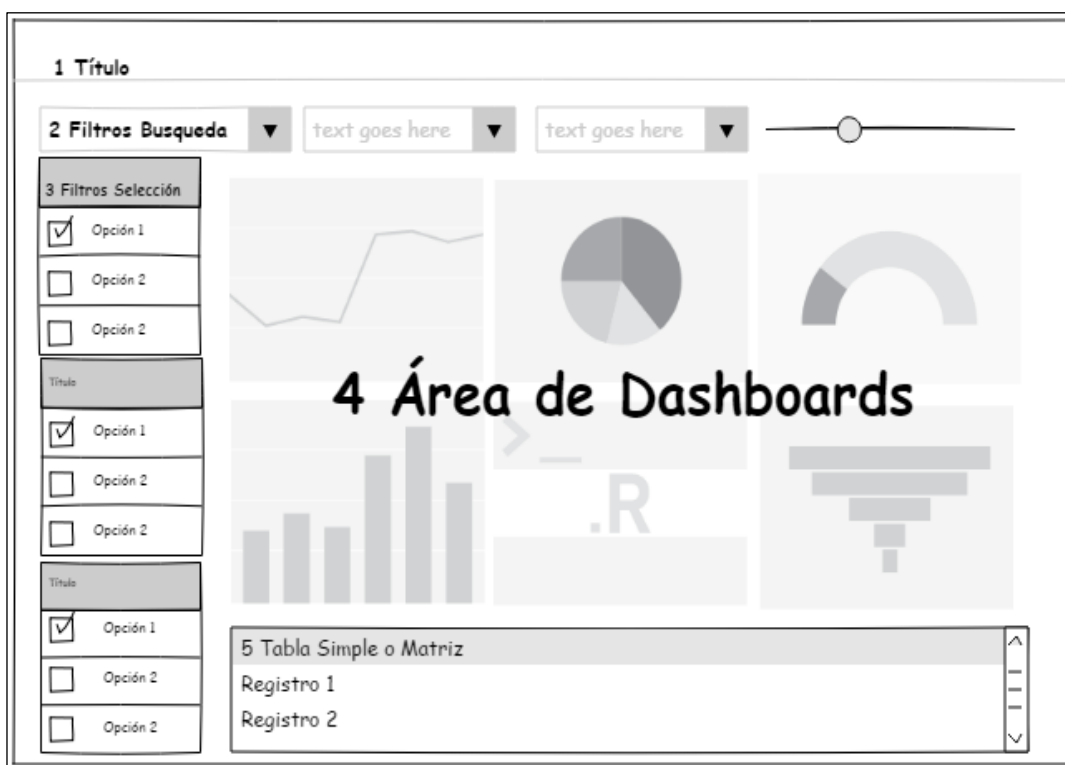 1 Título
2 Filtros Busqueda
text goes here
text goes here
3 Filtros Selección
Opción 1
Opción 2
Opción 2
Título
Opción 1
Opción 2
Opción 2
Título
Opción 1
Opción 2
Opción 2
4 Área de Dashboards
>_
.R
5 Tabla Simple o Matriz
Registro 1
Registro 2